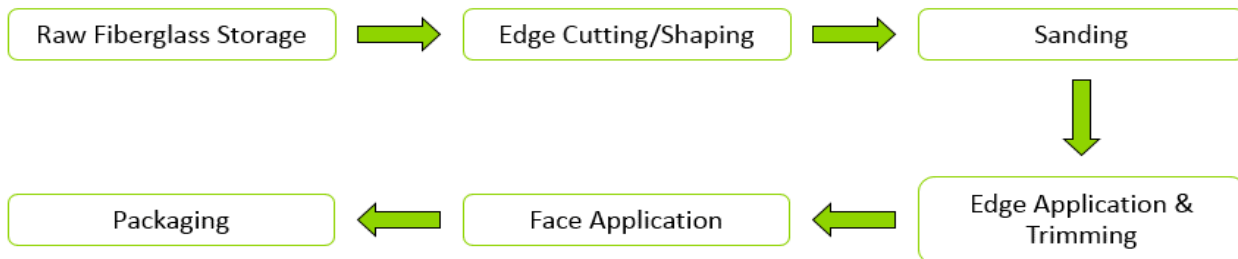 Raw Fiberglass Storage
Edge Cutting/Shaping
Sanding
Edge Application &
Trimming
Face Application
Packaging